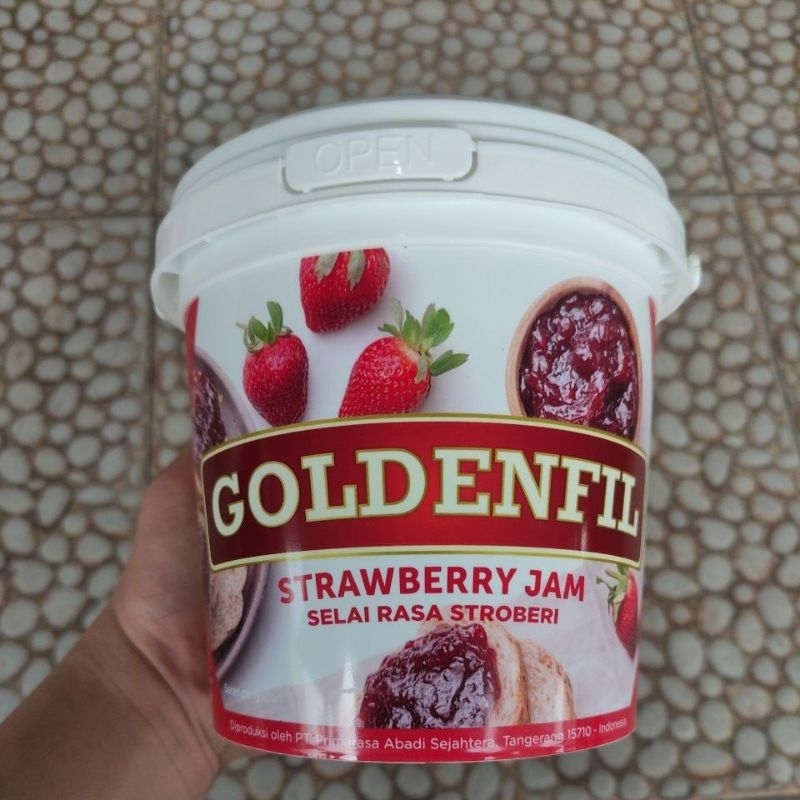 OPEN
GOLDENFIL
STRAWBERRY JAM
SELAI RASA STROBERI
Diproduksi oleh PT. Primarasa Abadi Sejahtera, Tangerang 15710 - Indonesia